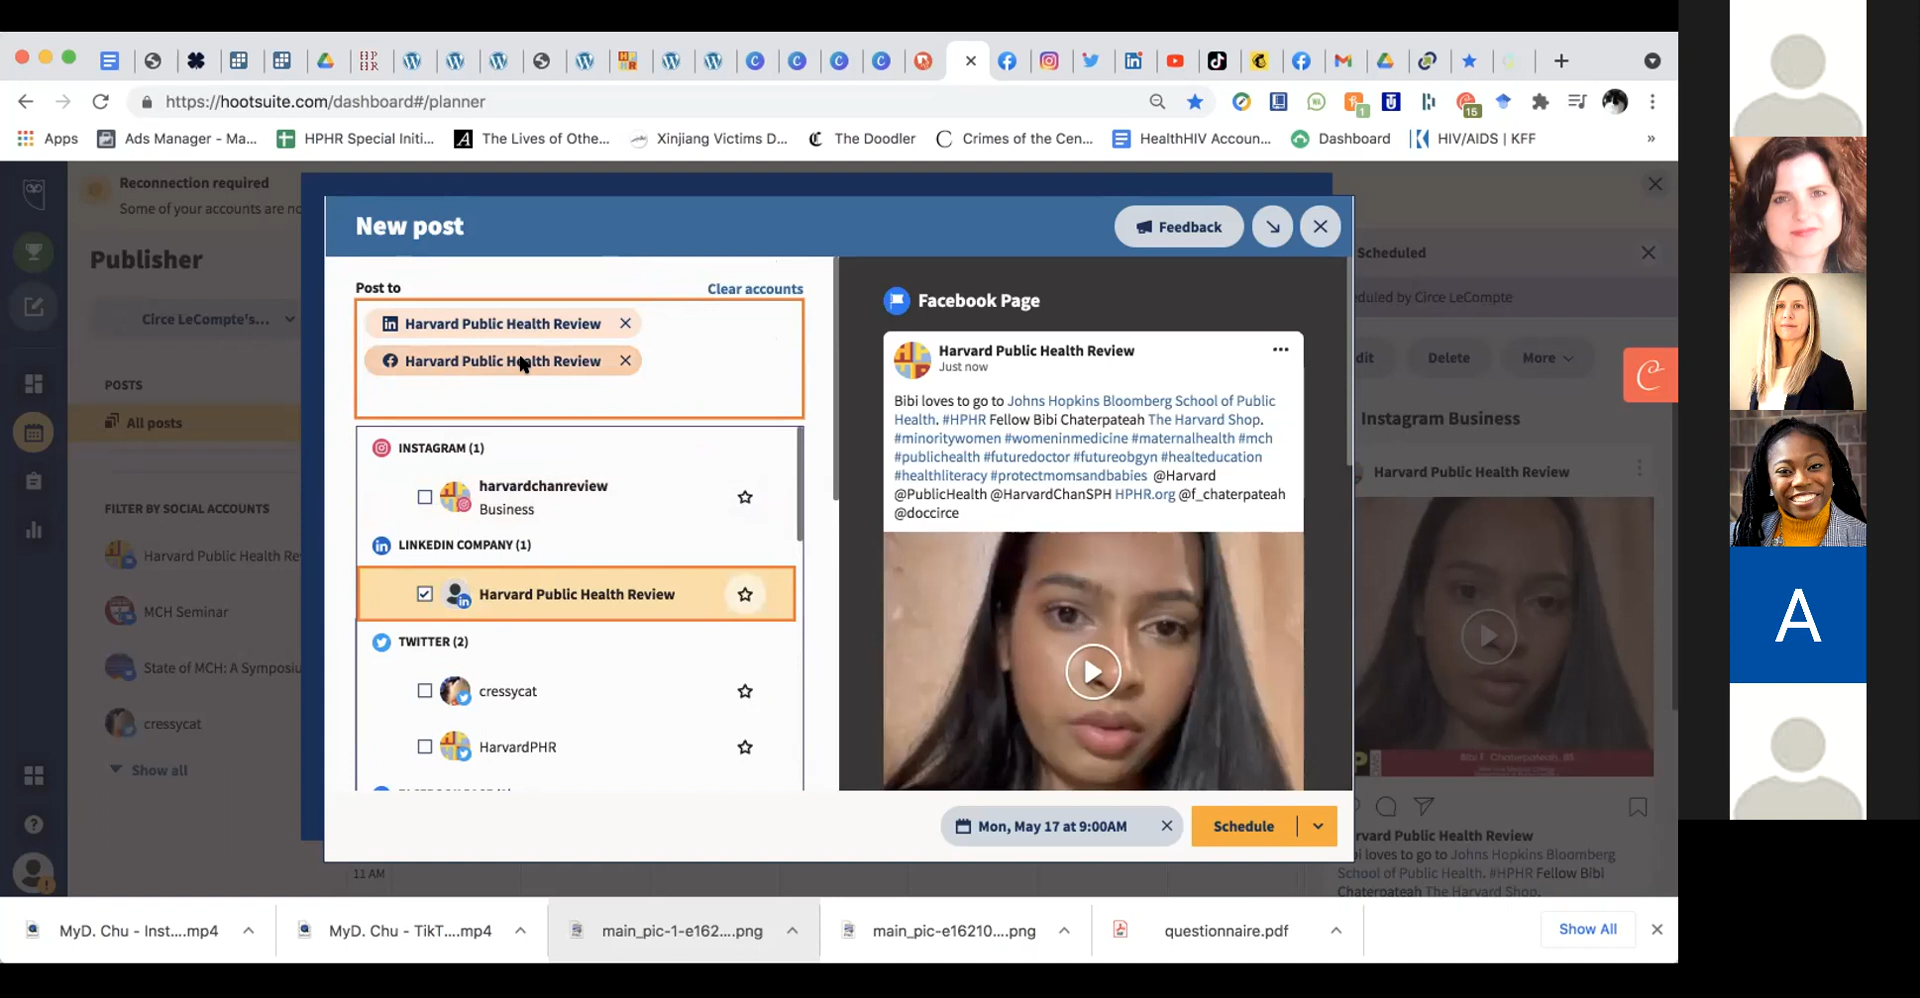 https://hootsuite.com/dashboard#/planner
1
15
Apps
Ads Manager - Ma...
HPHR Special Initi...
The Lives of Othe...
Xinjiang Victims D...
The Doodler
Crimes of the Cen...
HealthHIV Accoun...
Dashboard
HIV/AIDS | KFF
»
Reconnection required
Some of your accounts are no
Publisher
Circe LeCompte's...
POSTS
All posts
FILTER BY SOCIAL ACCOUNTS
Harvard Public Health Re
MCH Seminar
State of MCH: A Symposiu
cressycat
Show all
New post
Feedback
Post to
Clear accounts
Harvard Public Health Review
Harvard Public Health Review
INSTAGRAM (1)
harvardchanreview
Business
LINKEDIN COMPANY (1)
Harvard Public Health Review
TWITTER (2)
cressycat
HarvardPHR
Facebook Page
Harvard Public Health Review
Just now
Bibi loves to go to Johns Hopkins Bloomberg School of Public
Health. #HPHR Fellow Bibi Chaterpateah The Harvard Shop.
#minoritywomen #womeninmedicine #maternalhealth #mch
#publichealth #futuredoctor #futureobgyn #healteducation
#healthliteracy #protectmomsandbabies @Harvard
@PublicHealth @HarvardChanSPH HPHR.org @f_chaterpateah
@doccirce
Mon, May 17 at 9:00AM
Schedule
11 AM
Scheduled
eduled by Circe LeCompte
dit
Delete
More
Instagram Business
Harvard Public Health Review
Bibi F. Chaterpateah, BS
rvard Public Health Review
bi loves to go to Johns Hopkins Bloomberg
School of Public Health. #HPHR Fellow Bibi
Chaterpateah The Harvard Shop.
MyD. Chu - Inst....mp4
MyD. Chu - TikT....mp4
main_pic-1-e162....png
main_pic-e16210....png
questionnaire.pdf
Show All
A